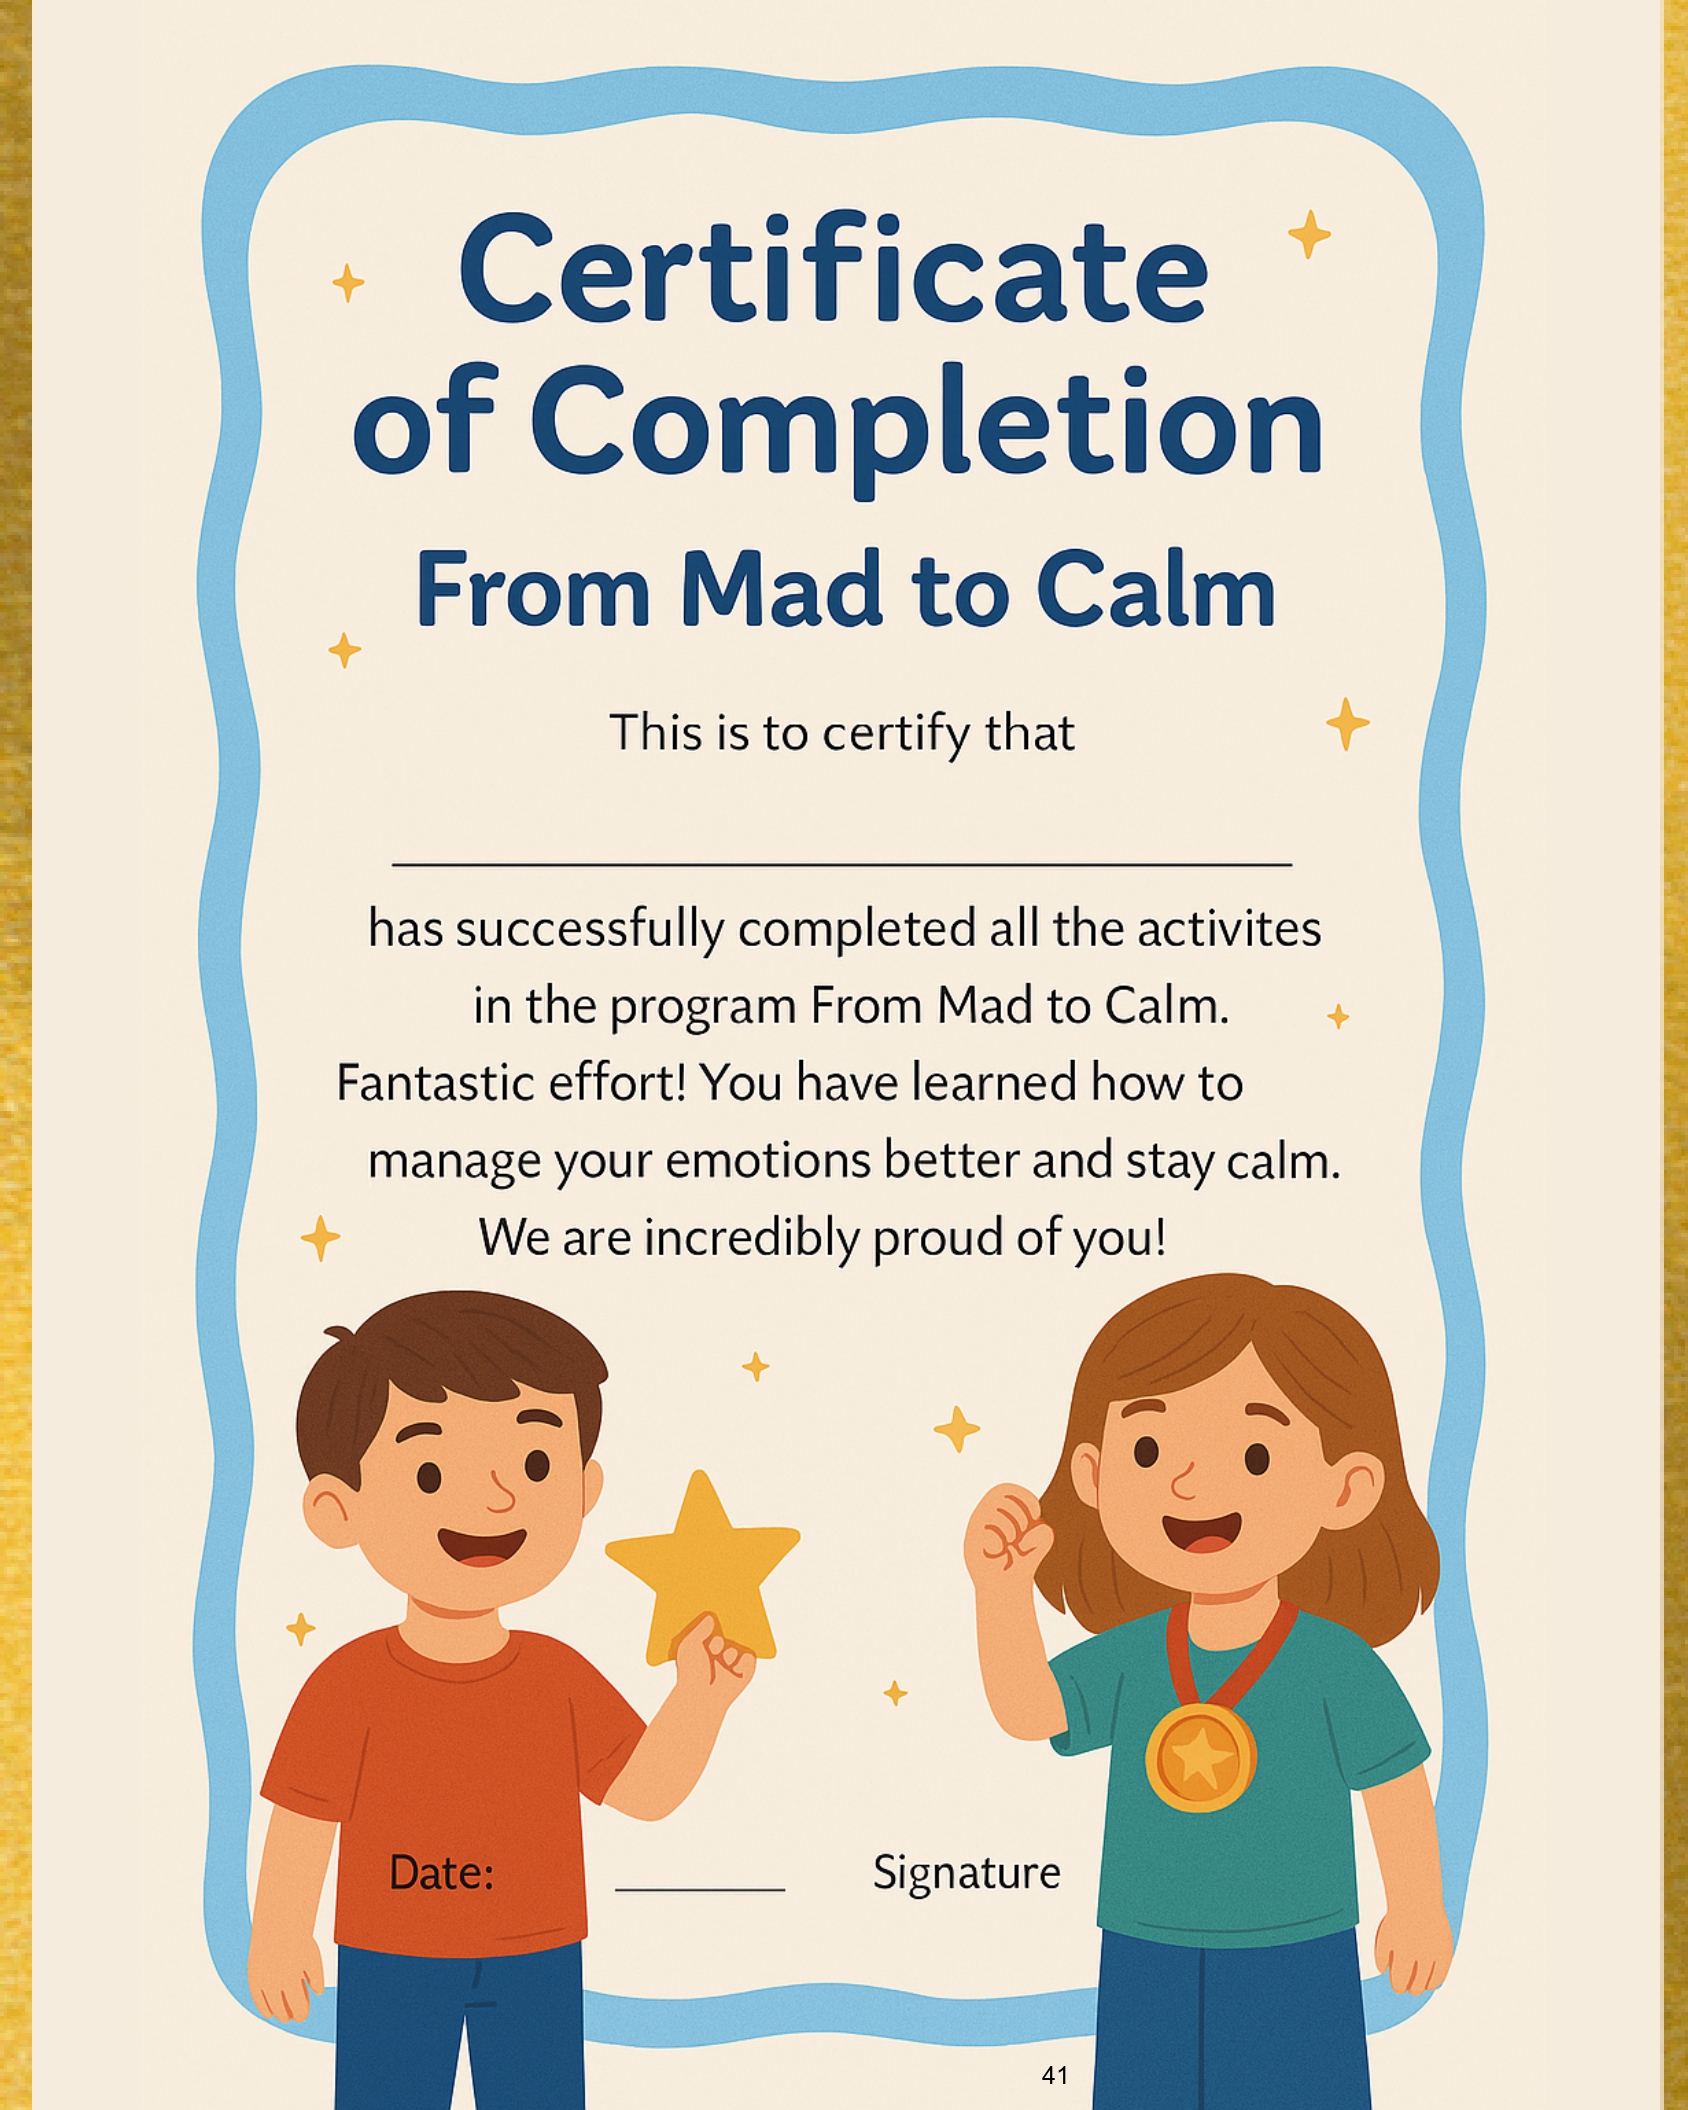 Certificate
of Completion
From Mad to Calm
This is to certify that
has successfully completed all the activites
in the program From Mad to Calm.
Fantastic effort! You have learned how to
manage your emotions better and stay calm.
We are incredibly proud of you!
Date: Signature
41